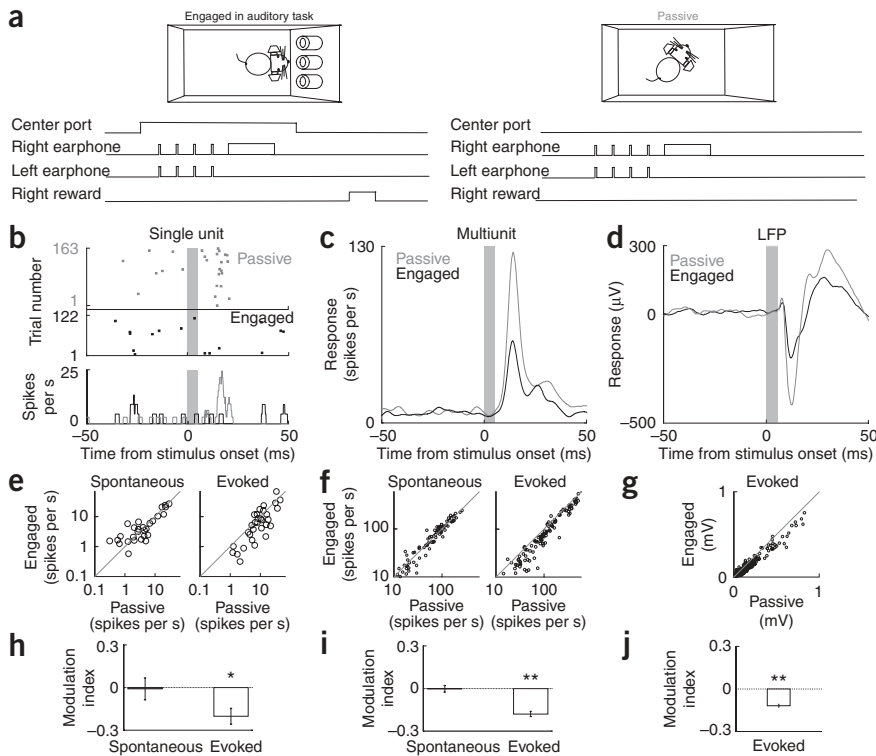 a
Engaged in auditory task
Passive
Center port
Right earphone
Left earphone
Right reward
Center port
Right earphone
Left earphone
Right reward
b
Single unit
Trial number
163
Passive
1
122
Engaged
1
Spikes per s
25
0
−50 0 50
Time from stimulus onset (ms)
c
Multiunit
Response (spikes per s)
130
Passive
Engaged
0
−50 0 50
Time from stimulus onset (ms)
d
LFP
Response (µV)
300
Passive
Engaged
0
−500
−50 0 50
Time from stimulus onset (ms)
e
Spontaneous
Evoked
Engaged (spikes per s)
10
1
0.1
0.1 1 10
0.1 1 10
Passive (spikes per s)
Passive (spikes per s)
f
Spontaneous
Evoked
Engaged (spikes per s)
100
10
10 100
10 100
Passive (spikes per s)
Passive (spikes per s)
g
Evoked
Engaged (mV)
1
0
0 1
Passive (mV)
h
Modulation index
0.3
0
−0.3
*
Spontaneous Evoked
i
Modulation index
0.3
0
−0.3
**
Spontaneous Evoked
j
Modulation index
0.3
0
−0.3
**
Evoked